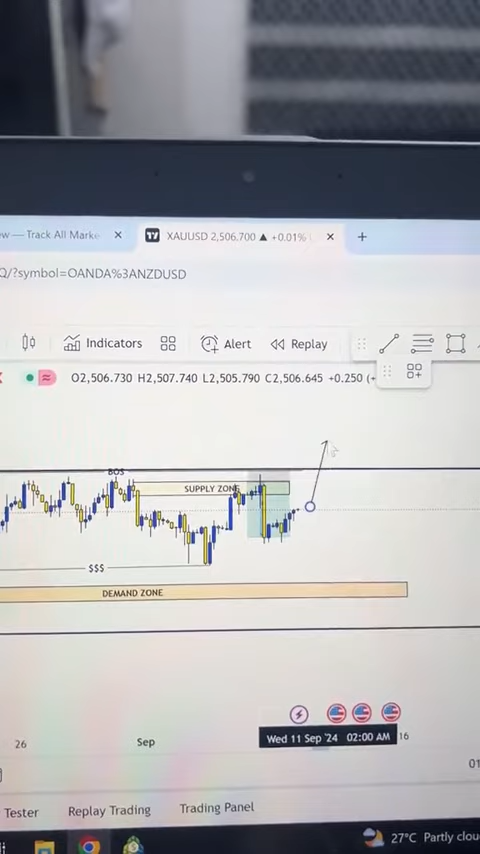 w — Track All Marke
XAUUSD 2,506.700 ▲ +0.01%
Q/?symbol=OANDA%3ANZDUSD
Indicators
Alert
Replay
O2,506.730 H2,507.740 L2,505.790 C2,506.645 +0.250 (+
BOS
SUPPLY ZONE
$$$
DEMAND ZONE
26
Sep
Wed 11 Sep '24 02:00 AM
16
01
Tester
Replay Trading
Trading Panel
27°C Partly clou